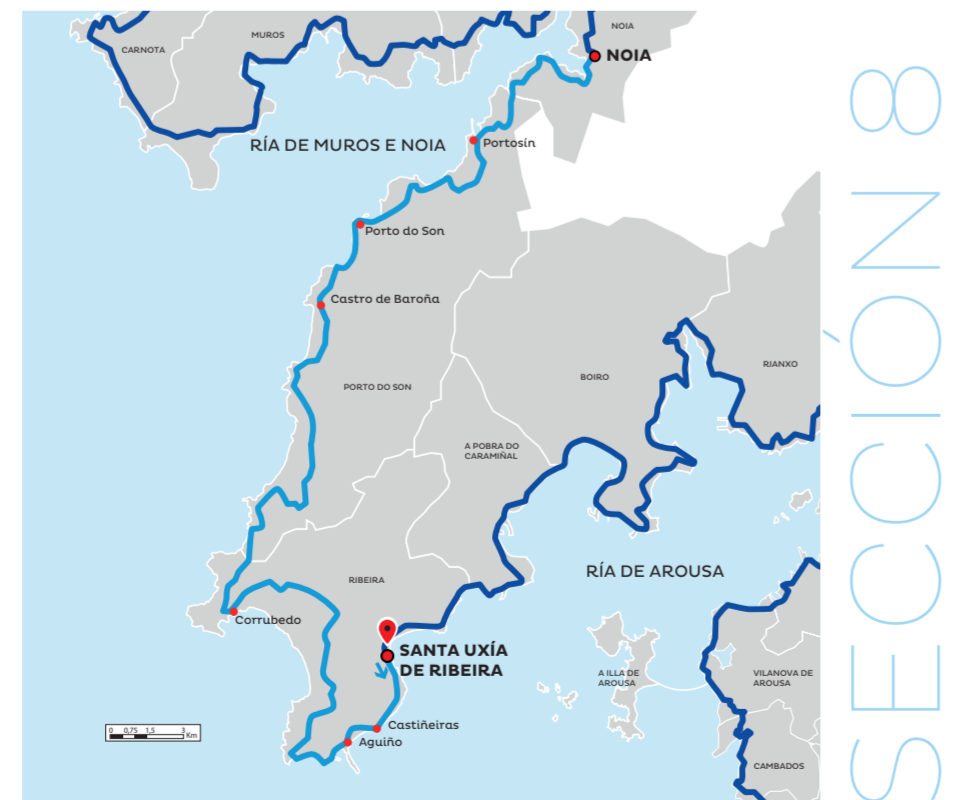 NOIA
MUROS
CARNOTA
NOIA
RÍA DE MUROS E NOIA
Portosín
Porto do Son
Castro de Baroña
PORTO DO SON
BOIRO
RIANXO
A POBRA DO
CARAMIÑAL
RÍA DE AROUSA
RIBEIRA
Corrubedo
SANTA UXÍA
DE RIBEIRA
A ILLA DE
AROUSA
VILANOVA DE
AROUSA
Castiñeiras
Aguiño
0 0,75 1,5 3 Km
CAMBADOS
SECCIÓN 8